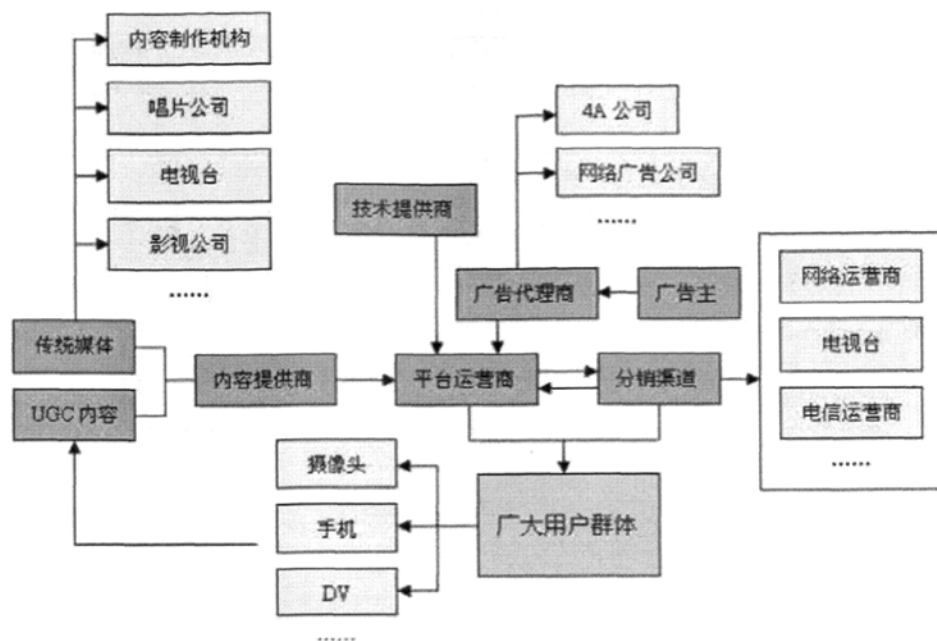 内容制作机构
唱片公司
电视台
影视公司
......
4A 公司
网络广告公司
......
技术提供商
广告代理商
广告主
网络运营商
电视台
电信运营商
......
传统媒体
UGC 内容
内容提供商
平台运营商
分销渠道
摄像头
手机
DV
......
广大用户群体